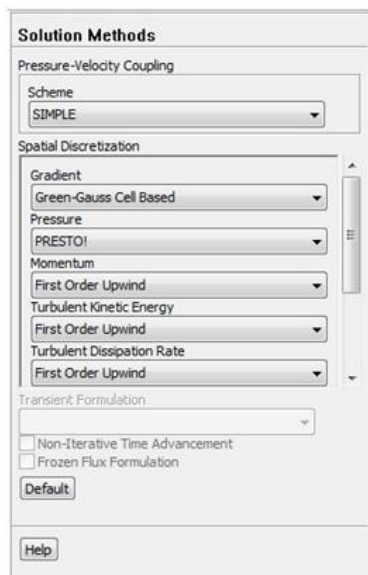 Solution Methods
Pressure-Velocity Coupling
Scheme
SIMPLE
Spatial Discretization
Gradient
Green-Gauss Cell Based
Pressure
PRESTO!
Momentum
First Order Upwind
Turbulent Kinetic Energy
First Order Upwind
Turbulent Dissipation Rate
First Order Upwind
Transient Formulation
Non-Iterative Time Advancement
Frozen Flux Formulation
Default
Help